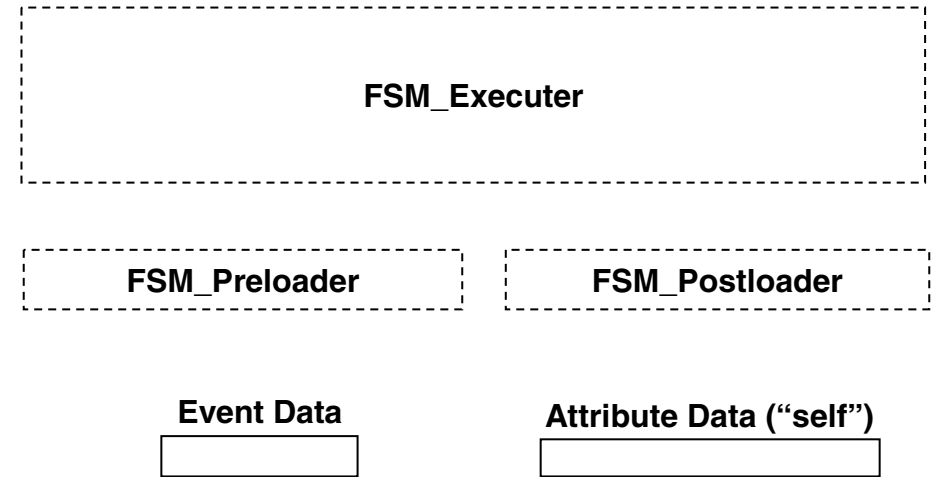 FSM_Executer
FSM_Preloader
FSM_Postloader
Event Data
Attribute Data (“self”)